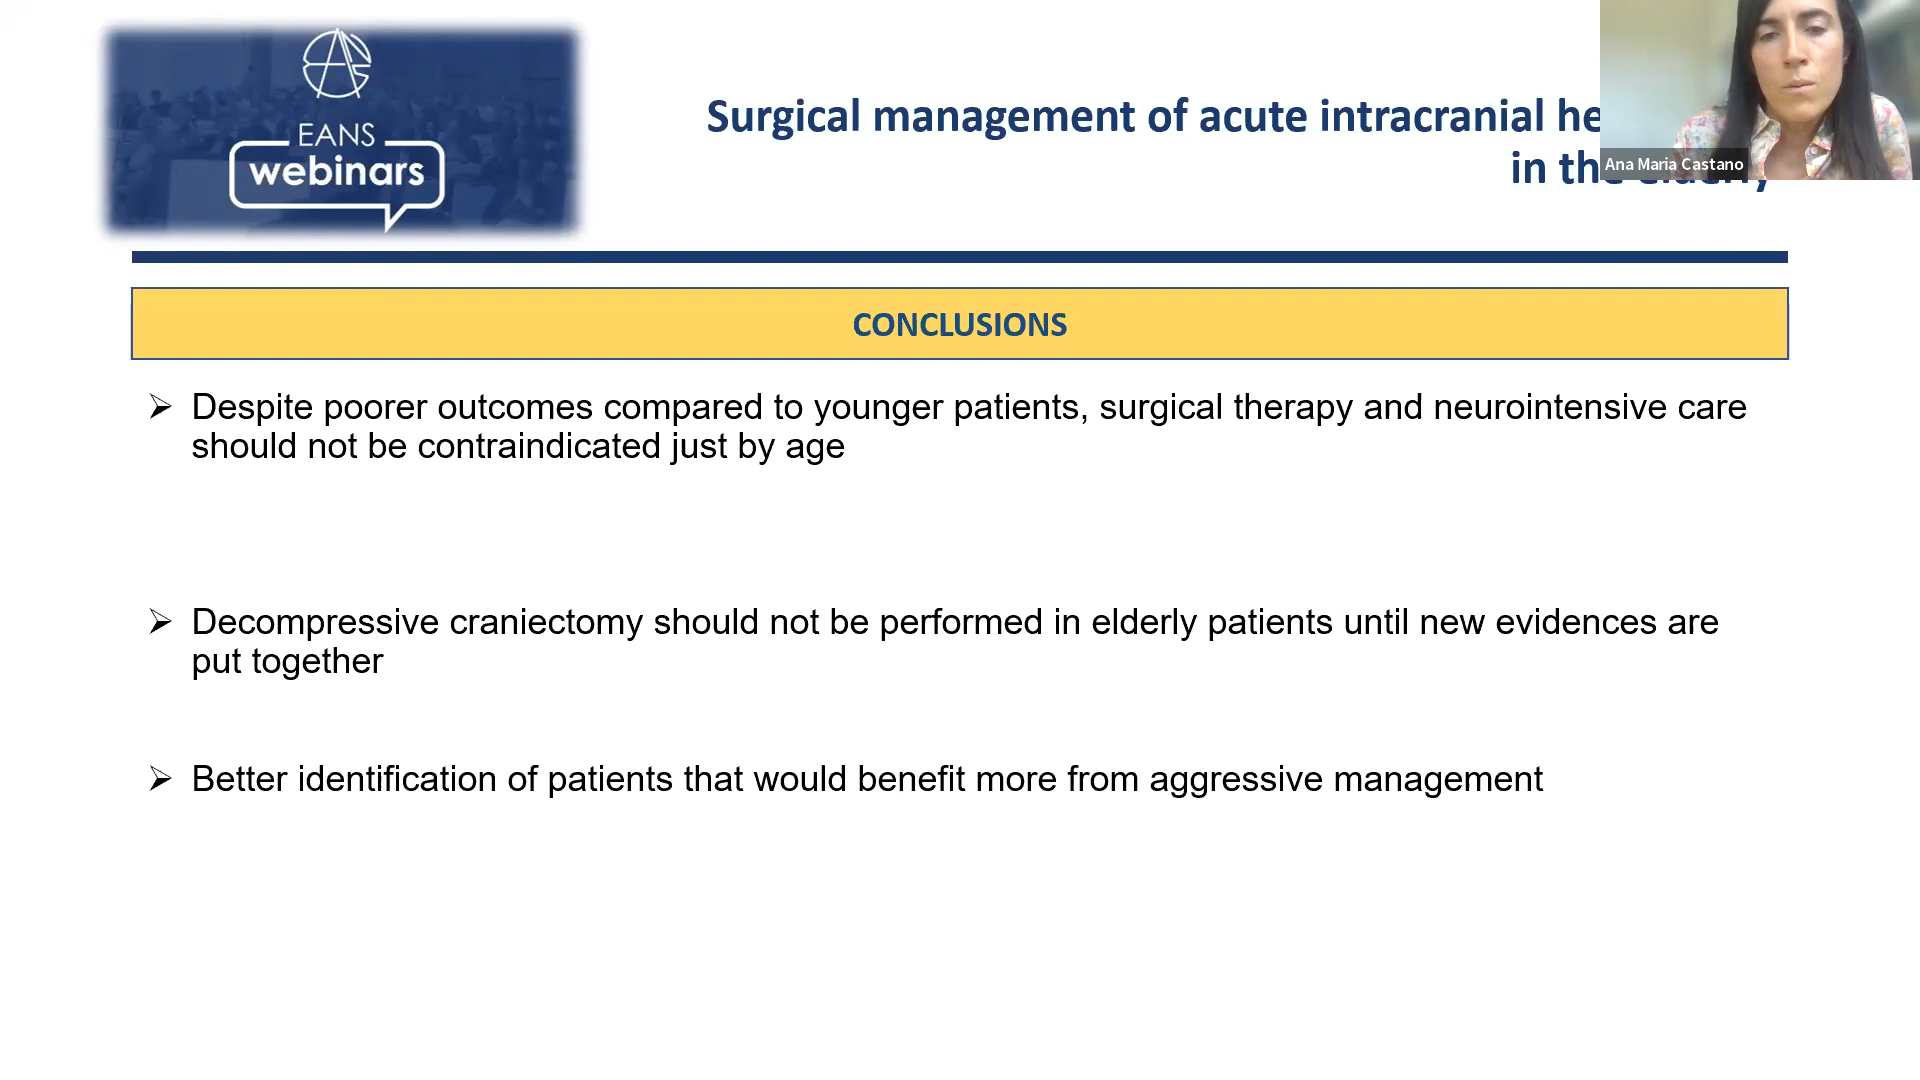 EANS
webinars
Surgical management of acute intracranial
in
Ana Maria Castano
CONCLUSIONS
➢ Despite poorer outcomes compared to younger patients, surgical therapy and neurointensive care
should not be contraindicated just by age
➢ Decompressive craniectomy should not be performed in elderly patients until new evidences are
put together
➢ Better identification of patients that would benefit more from aggressive management